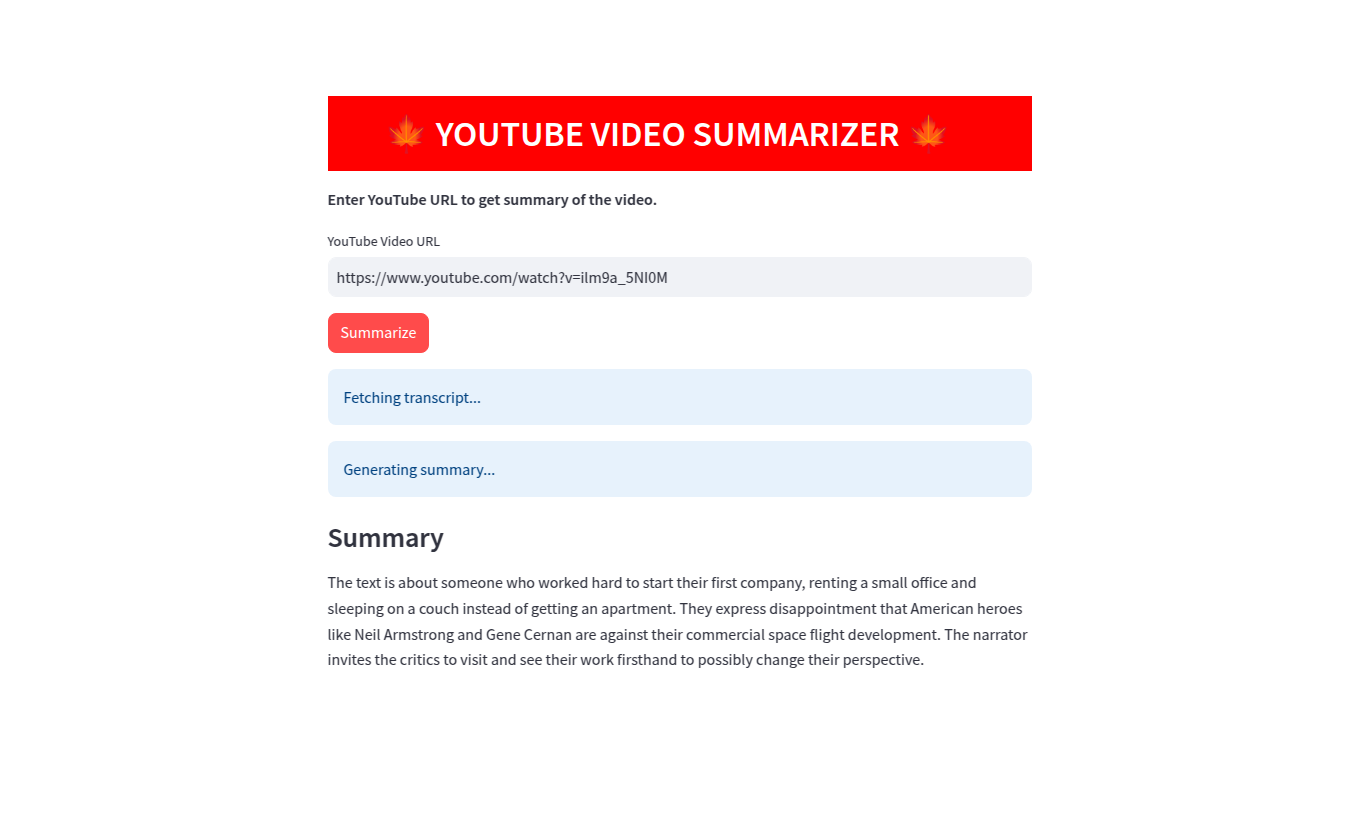 🍁 YOUTUBE VIDEO SUMMARIZER 🍁
Enter YouTube URL to get summary of the video.
YouTube Video URL
https://www.youtube.com/watch?v=ilm9a_5NI0M
Summarize
Fetching transcript...
Generating summary...
Summary
The text is about someone who worked hard to start their first company, renting a small office and
sleeping on a couch instead of getting an apartment. They express disappointment that American heroes
like Neil Armstrong and Gene Cernan are against their commercial space flight development. The narrator
invites the critics to visit and see their work firsthand to possibly change their perspective.